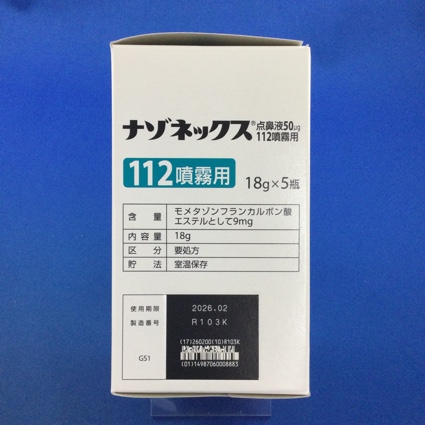 ナゾネックス®点鼻液50μg
112噴霧用
112噴霧用
18g×5瓶
含量 モメタゾンフランカルボン酸
エステルとして9mg
内容量 18g
区分 要処方
貯法 室温保存
使用期限 2026.02
製造番号 R103K
(17)260200(10)R103K
GS1
(01)14987060008883